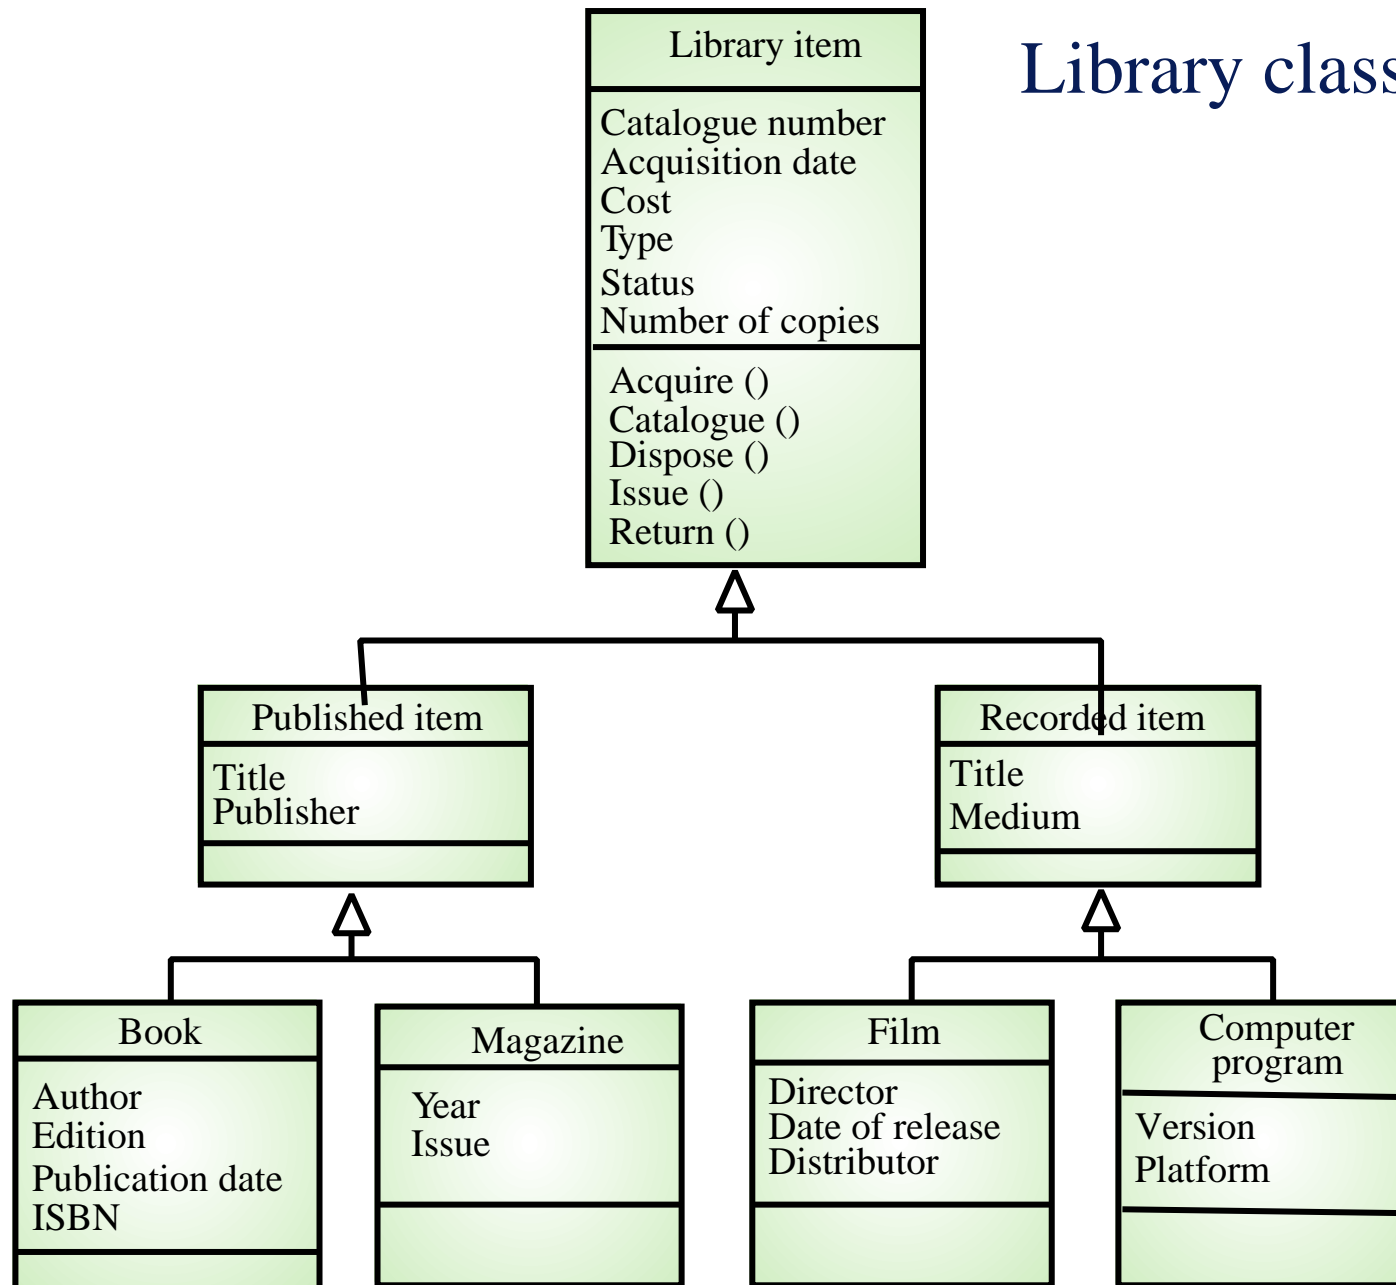 Library class
Library item
Catalogue number
Acquisition date
Cost
Type
Status
Number of copies
Acquire ()
Catalogue ()
Dispose ()
Issue ()
Return ()
Published item
Title
Publisher
Recorded item
Title
Medium
Book
Author
Edition
Publication date
ISBN
Magazine
Year
Issue
Film
Director
Date of release
Distributor
Computer
program
Version
Platform